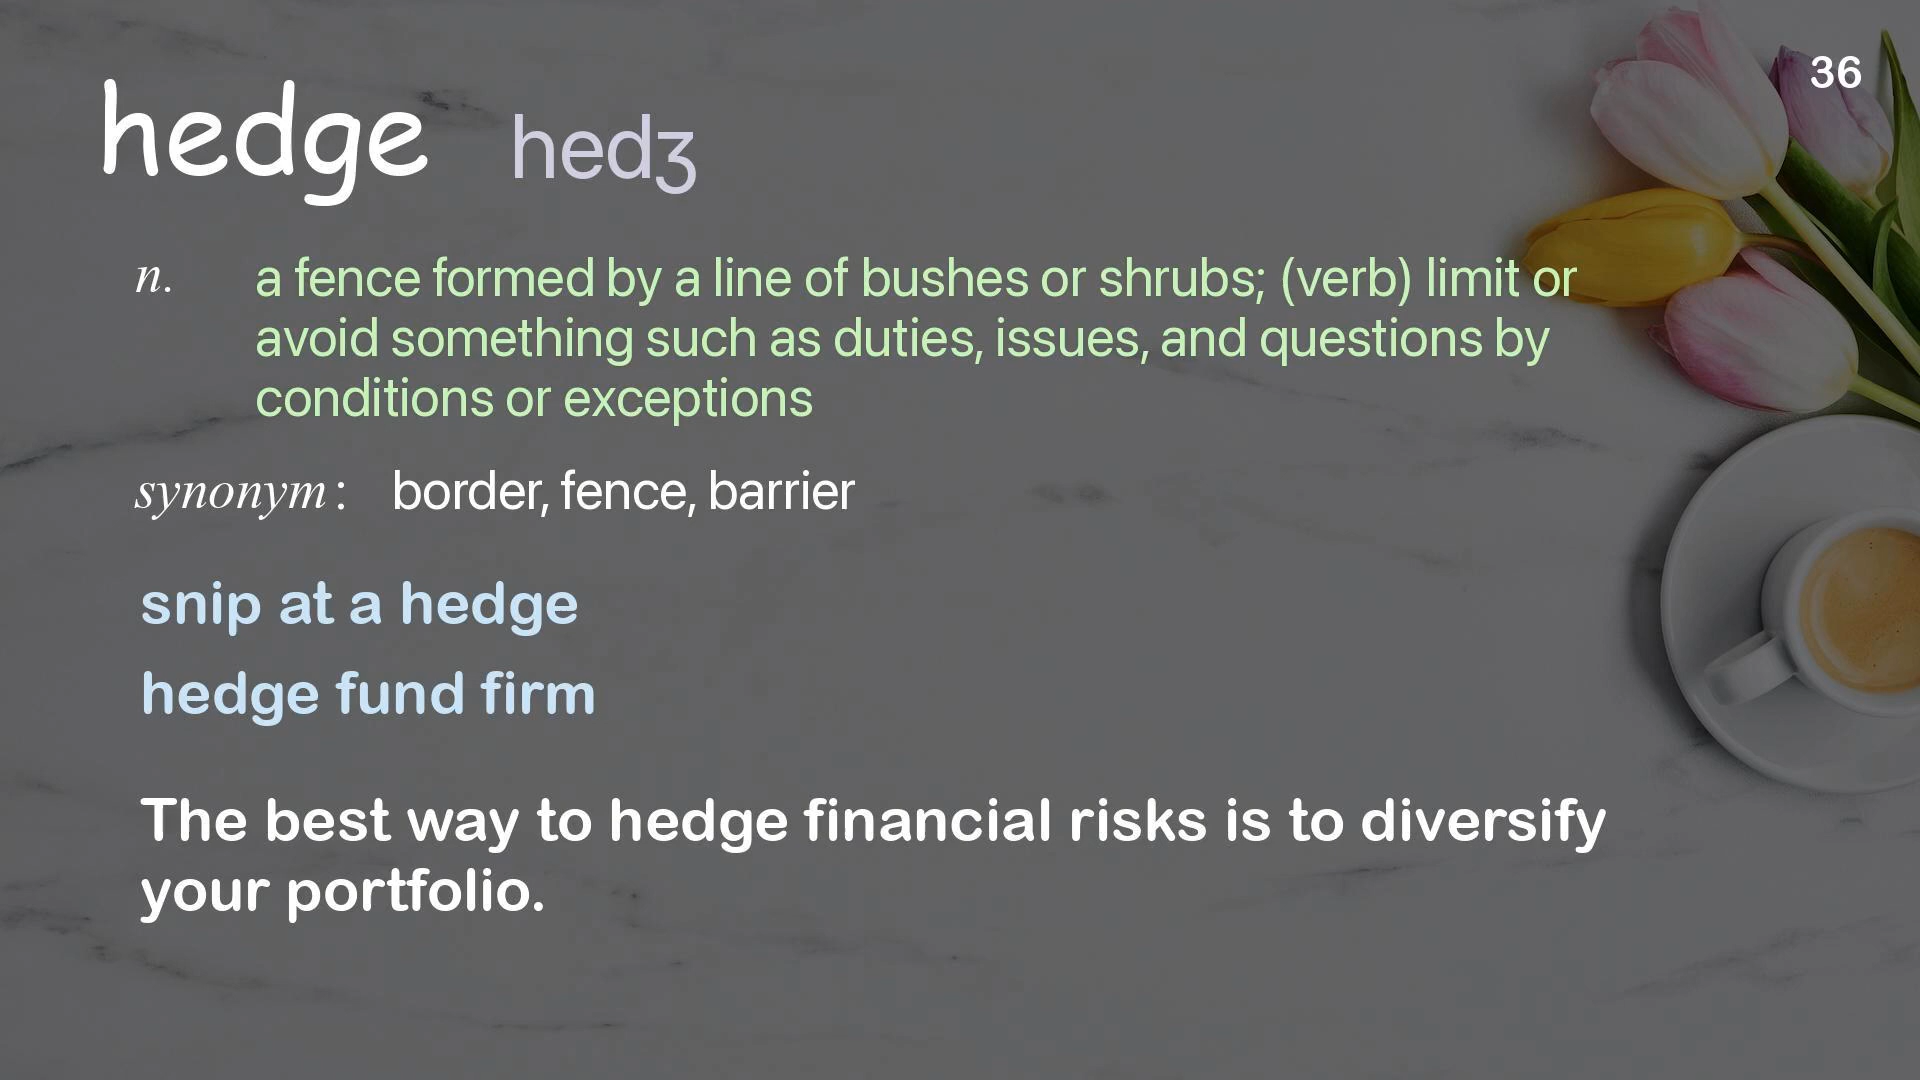 36
hedge hedʒ
n. a fence formed by a line of bushes or shrubs; (verb) limit or
avoid something such as duties, issues, and questions by
conditions or exceptions
synonym: border, fence, barrier
snip at a hedge
hedge fund firm
The best way to hedge financial risks is to diversify
your portfolio.